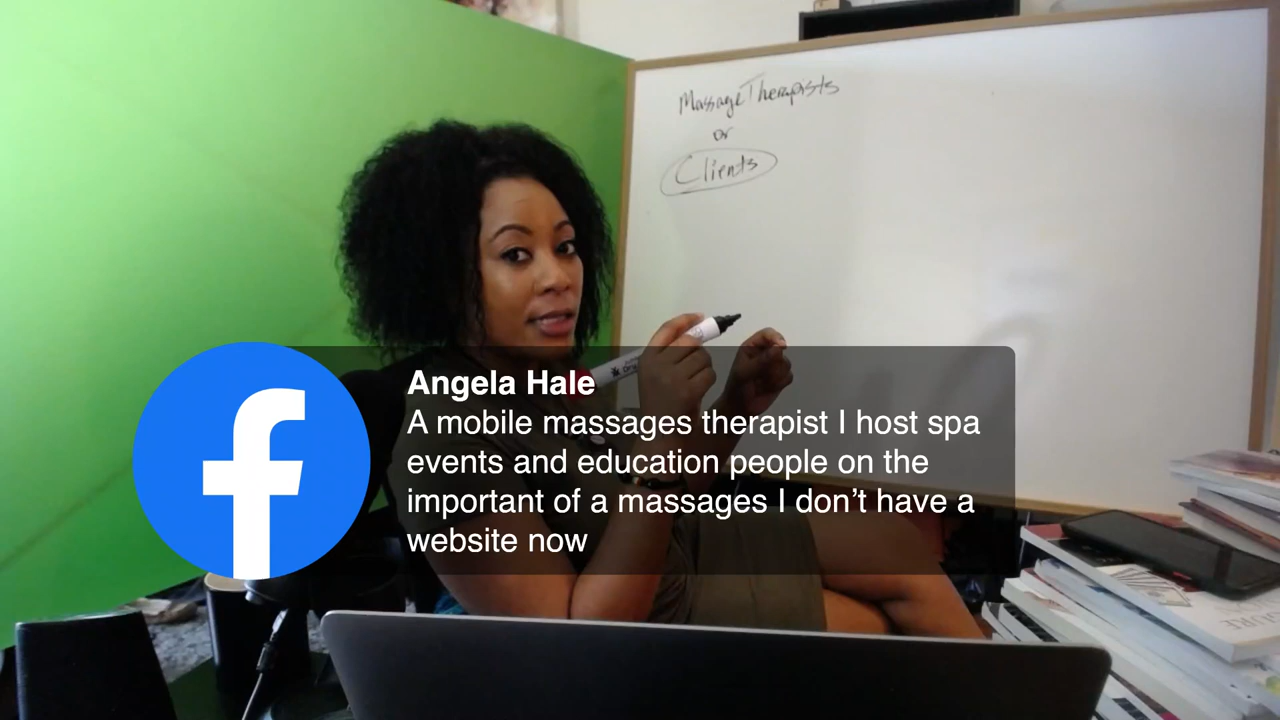 Massage Therapists
or
Clients
Angela Hale
A mobile massages therapist I host spa
events and education people on the
important of a massages I don’t have a
website now